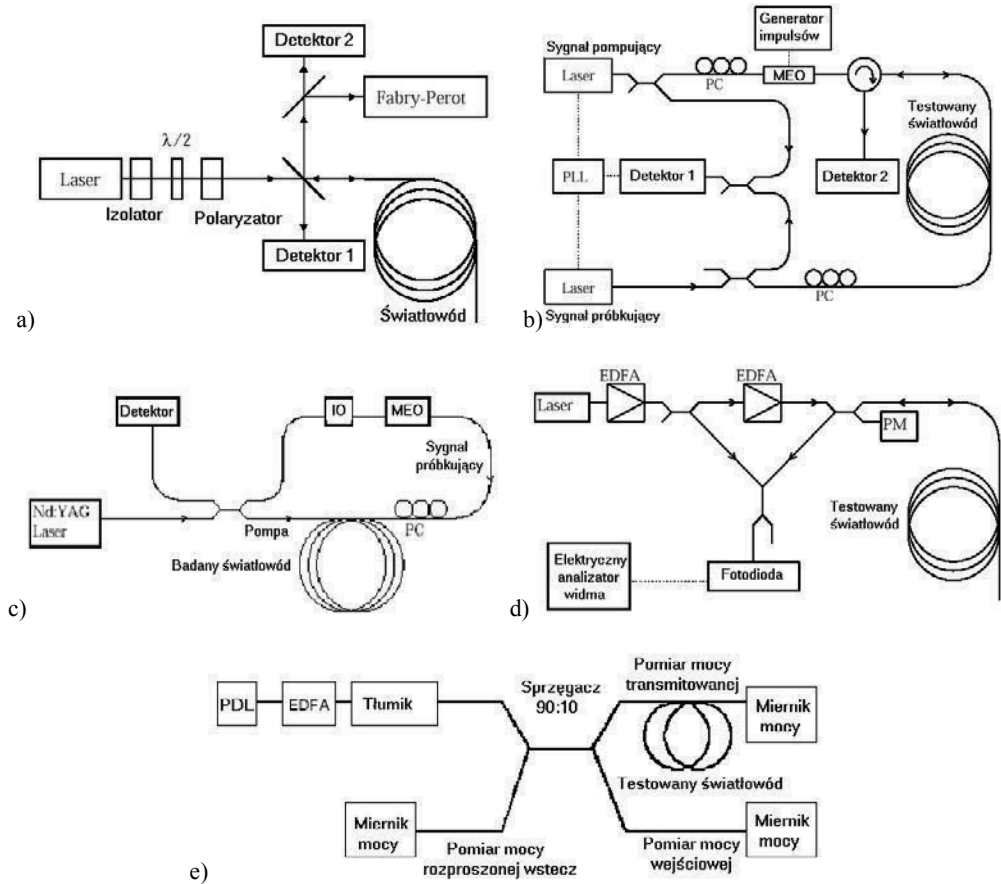 Detektor 2
Fabry-Perot
λ/2
Laser
Izolator
Polaryzator
Detektor 1
Światłowód
a)
Generator
impulsów
Sygnał pompujący
Laser
PC
MEO
Testowany
światłowód
PLL
Detektor 1
Detektor 2
Laser
PC
Sygnał próbkujący
b)
Detektor
IO
MEO
Sygnał
próbkujący
Nd:YAG
Laser
Pompa
PC
Badany światłowód
c)
EDFA
EDFA
Laser
PM
Testowany
światłowód
Elektryczny
analizator
widma
Fotodioda
d)
Pomiar mocy
transmitowanej
Sprzęgacz
90:10
PDL
EDFA
Tłumik
Miernik
mocy
Testowany światłowód
Miernik
mocy
Pomiar mocy
rozproszonej wstecz
Pomiar mocy
wejściowej
Miernik
mocy
e)